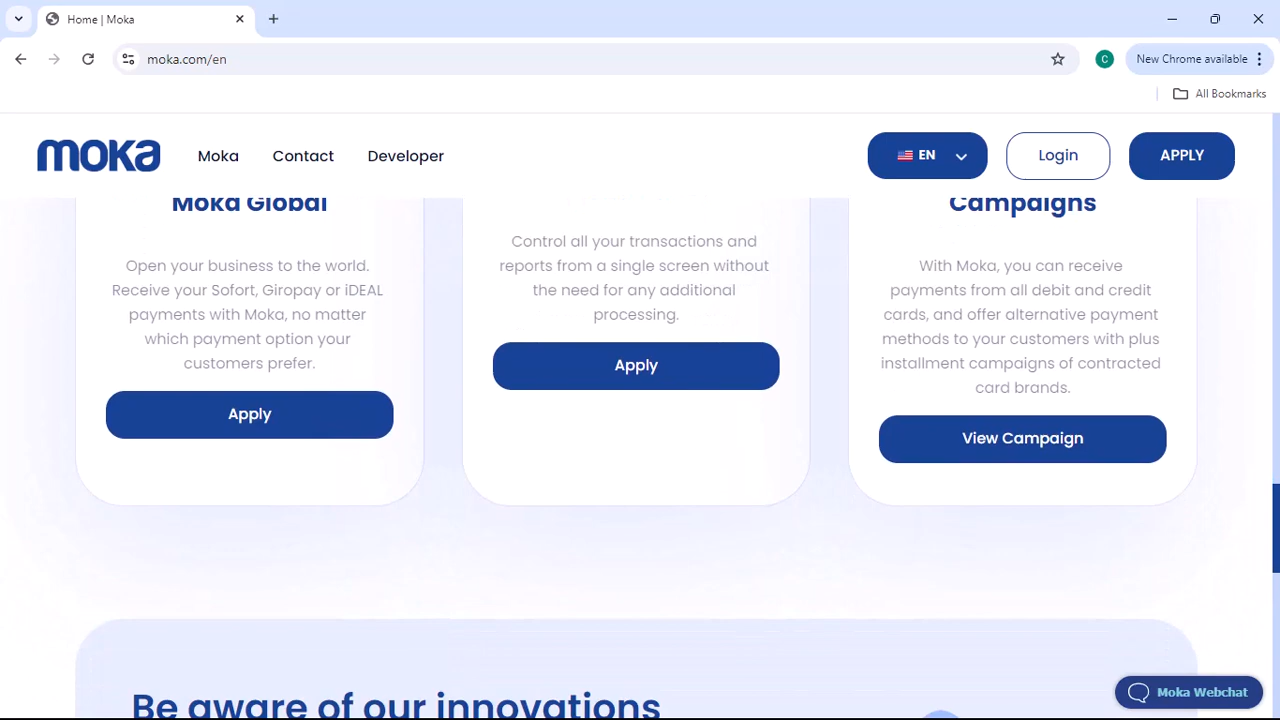 Home | Moka
moka.com/en
C
New Chrome available
All Bookmarks
moka
Moka
Contact
Developer
EN
Login
APPLY
Moka Global
Open your business to the world.
Receive your Sofort, Giropay or iDEAL
payments with Moka, no matter
which payment option your
customers prefer.
Apply
Control all your transactions and
reports from a single screen without
the need for any additional
processing.
Apply
Campaigns
With Moka, you can receive
payments from all debit and credit
cards, and offer alternative payment
methods to your customers with plus
installment campaigns of contracted
card brands.
View Campaign
Be aware of our innovations
Moka Webchat